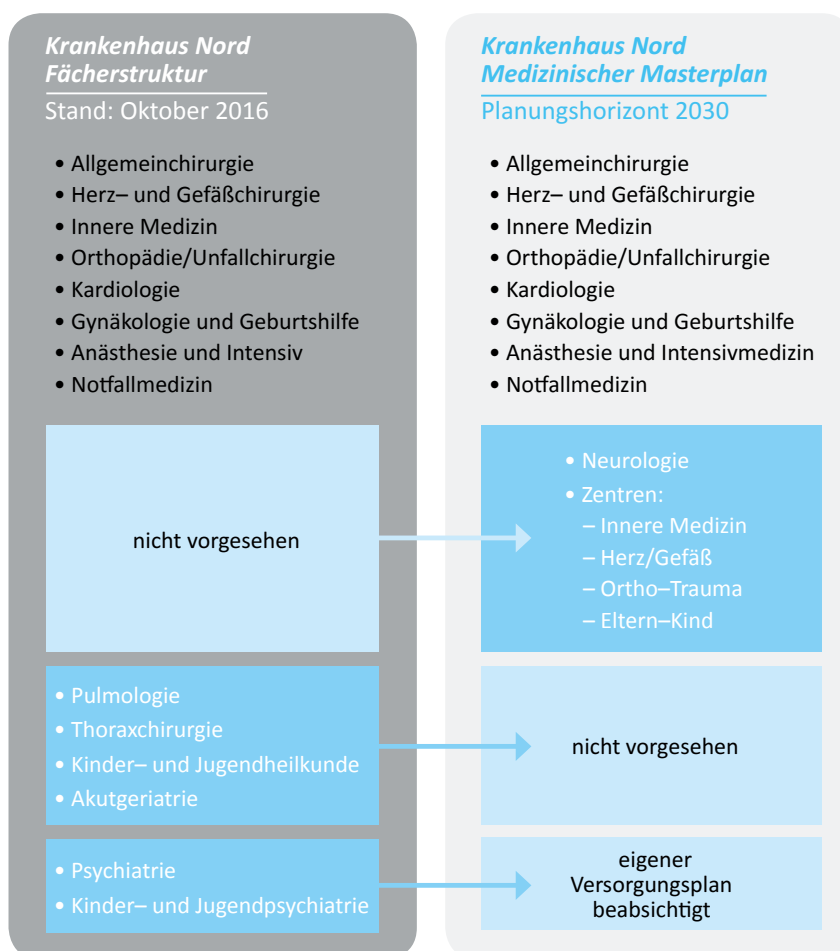 Krankenhaus Nord
Fächerstruktur
Stand: Oktober 2016
• Allgemeinchirurgie
• Herz– und Gefäßchirurgie
• Innere Medizin
• Orthopädie/Unfallchirurgie
• Kardiologie
• Gynäkologie und Geburtshilfe
• Anästhesie und Intensiv
• Notfallmedizin
nicht vorgesehen
• Pulmologie
• Thoraxchirurgie
• Kinder– und Jugendheilkunde
• Akutgeriatrie
• Psychiatrie
• Kinder– und Jugendpsychiatrie
Krankenhaus Nord
Medizinischer Masterplan
Planungshorizont 2030
• Allgemeinchirurgie
• Herz– und Gefäßchirurgie
• Innere Medizin
• Orthopädie/Unfallchirurgie
• Kardiologie
• Gynäkologie und Geburtshilfe
• Anästhesie und Intensivmedizin
• Notfallmedizin
• Neurologie
• Zentren:
– Innere Medizin
– Herz/Gefäß
– Ortho–Trauma
– Eltern–Kind
nicht vorgesehen
eigener
Versorgungsplan
beabsichtigt